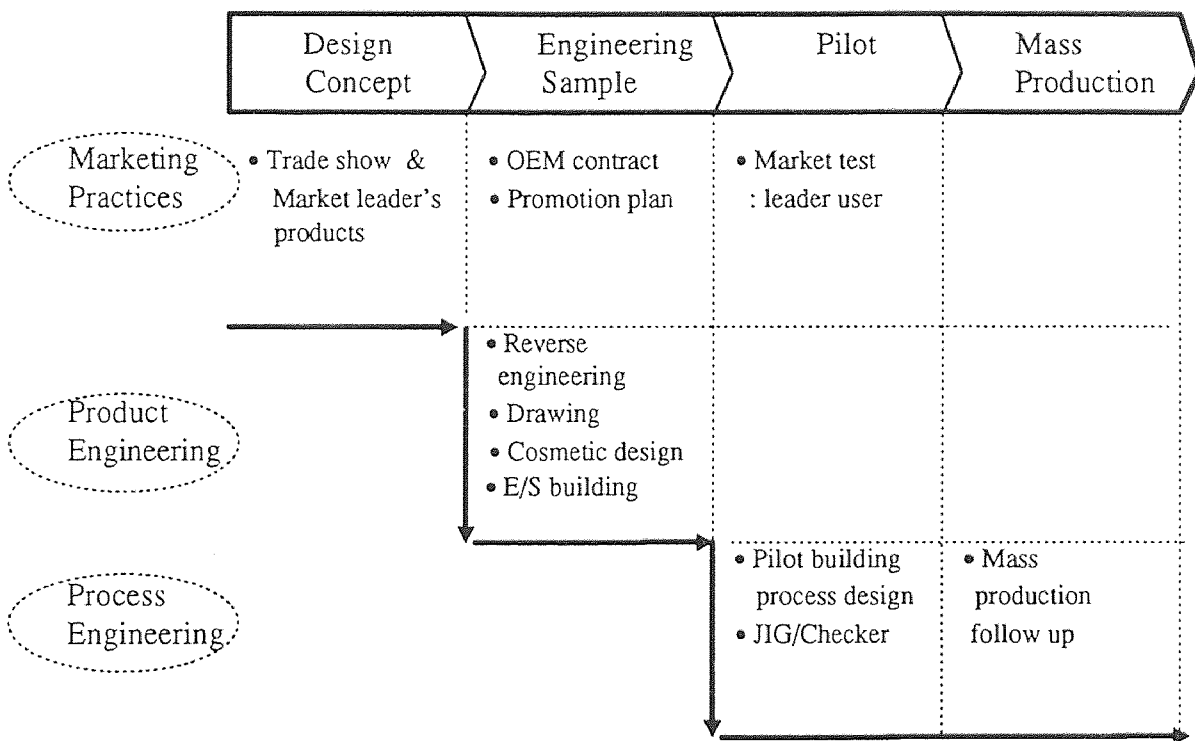 Design
Concept
Engineering
Sample
Pilot
Mass
Production
Marketing
Practices
• Trade show &
Market leader's
products
• OEM contract
• Promotion plan
• Market test
: leader user
Product
Engineering
• Reverse
engineering
• Drawing
• Cosmetic design
• E/S building
Process
Engineering
• Pilot building
process design
• JIG/Checker
• Mass
production
follow up